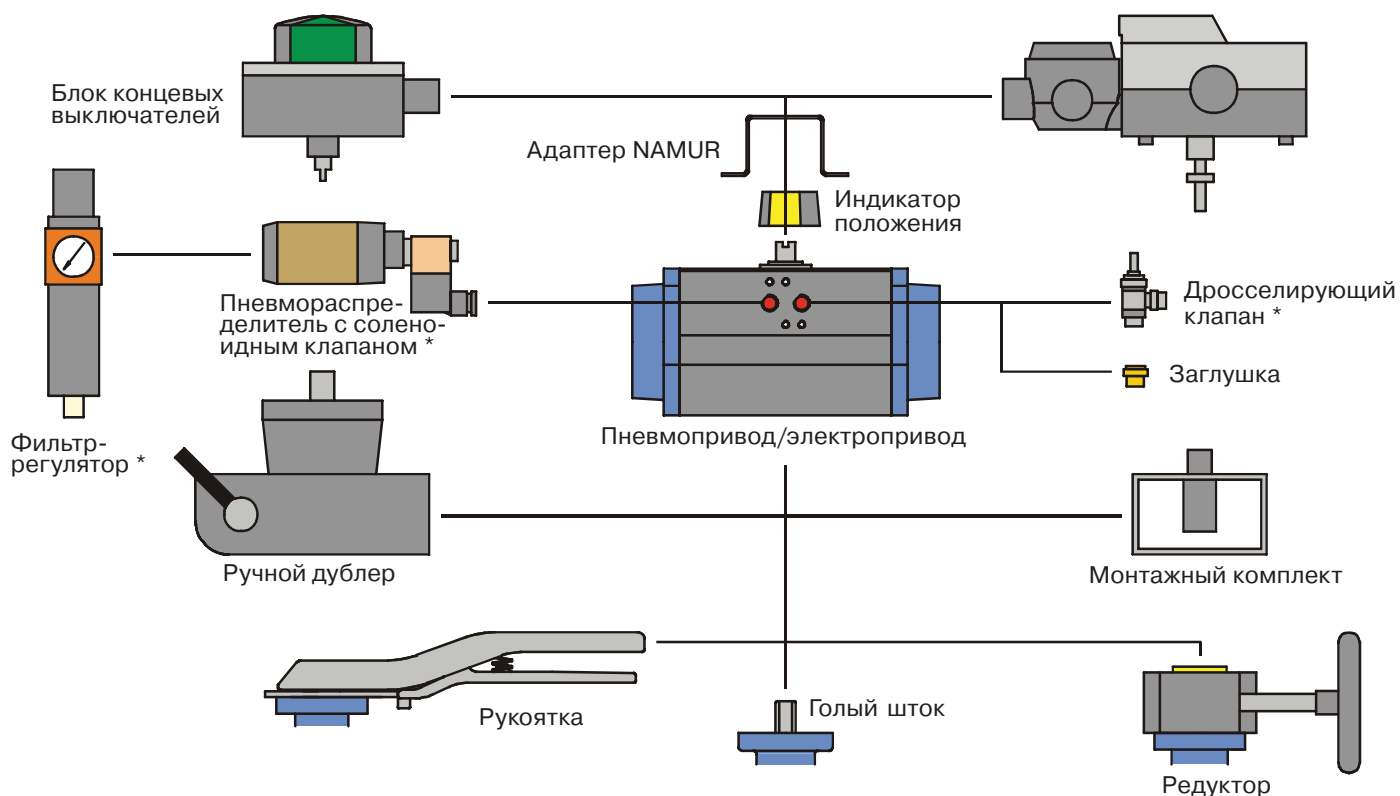 Блок концевых
выключателей
Адаптер NAMUR
Индикатор
положения
Пневмораспре-
делитель с солено-
идным клапаном *
Дросселирующий
клапан *
Заглушка
Фильтр-
регулятор *
Пневмопривод/электропривод
Ручной дублер
Монтажный комплект
Рукоятка
Голый шток
Редуктор